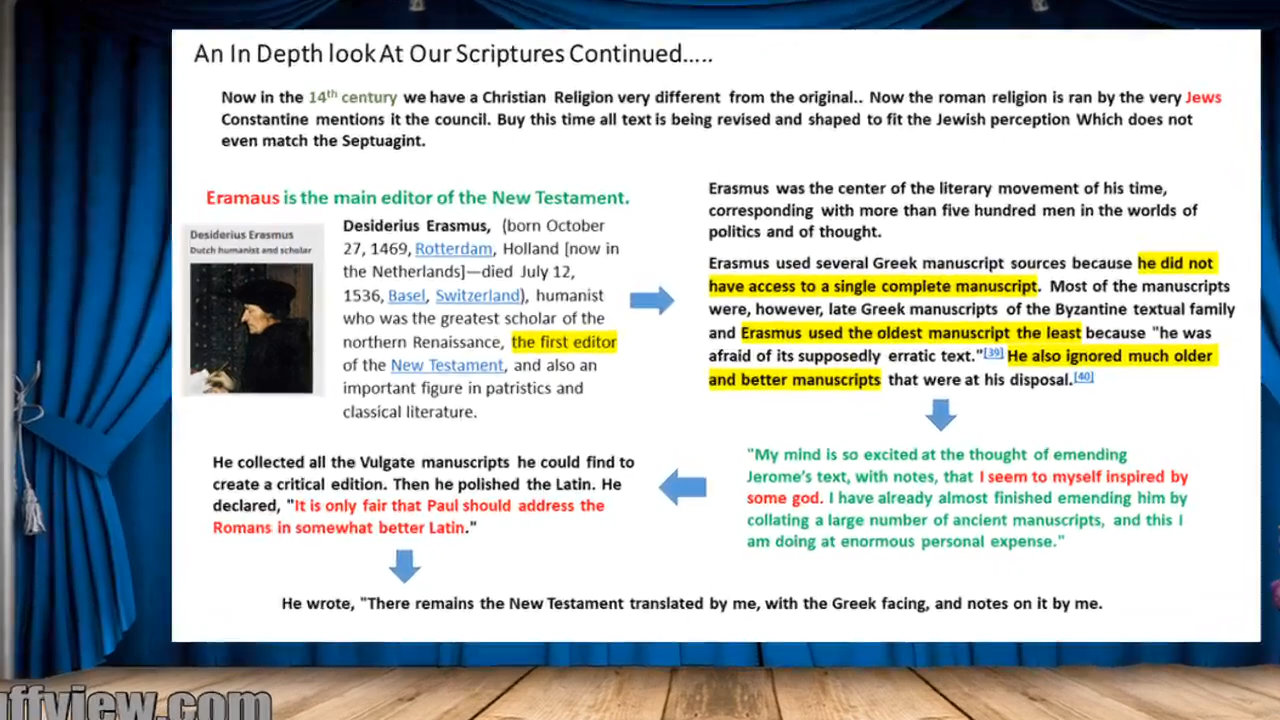 An In Depth look At Our Scriptures Continued.....
Now in the 14th century we have a Christian Religion very different from the original.. Now the roman religion is ran by the very Jews
Constantine mentions it the council. Buy this time all text is being revised and shaped to fit the Jewish perception Which does not
even match the Septuagint.
Eramaus is the main editor of the New Testament.
Desiderius Erasmus
Dutch humanist and scholar
Desiderius Erasmus, (born October
27, 1469, Rotterdam, Holland [now in
the Netherlands]—died July 12,
1536, Basel, Switzerland), humanist
who was the greatest scholar of the
northern Renaissance, the first editor
of the New Testament, and also an
important figure in patristics and
classical literature.
Erasmus was the center of the literary movement of his time,
corresponding with more than five hundred men in the worlds of
politics and of thought.
Erasmus used several Greek manuscript sources because he did not
have access to a single complete manuscript. Most of the manuscripts
were, however, late Greek manuscripts of the Byzantine textual family
and Erasmus used the oldest manuscript the least because "he was
afraid of its supposedly erratic text."[39] He also ignored much older
and better manuscripts that were at his disposal.[40]
"My mind is so excited at the thought of emending
Jerome's text, with notes, that I seem to myself inspired by
some god. I have already almost finished emending him by
collating a large number of ancient manuscripts, and this I
am doing at enormous personal expense."
He collected all the Vulgate manuscripts he could find to
create a critical edition. Then he polished the Latin. He
declared, "It is only fair that Paul should address the
Romans in somewhat better Latin."
He wrote, "There remains the New Testament translated by me, with the Greek facing, and notes on it by me.
uffview.com